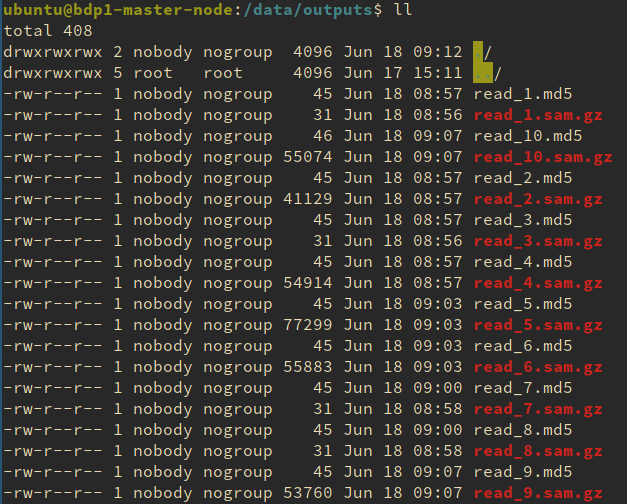 ubuntu@bdp1-master-node:/data/outputs$ ll
total 408
drwxrwxrwx 2 nobody nogroup  4096 Jun 18 09:12 ./
drwxrwxrwx 5 root   root     4096 Jun 17 15:11 ../
-rw-r--r-- 1 nobody nogroup    45 Jun 18 08:57 read_1.md5
-rw-r--r-- 1 nobody nogroup    31 Jun 18 08:56 read_1.sam.gz
-rw-r--r-- 1 nobody nogroup    46 Jun 18 09:07 read_10.md5
-rw-r--r-- 1 nobody nogroup 55074 Jun 18 09:07 read_10.sam.gz
-rw-r--r-- 1 nobody nogroup    45 Jun 18 08:57 read_2.md5
-rw-r--r-- 1 nobody nogroup 41129 Jun 18 08:57 read_2.sam.gz
-rw-r--r-- 1 nobody nogroup    45 Jun 18 08:57 read_3.md5
-rw-r--r-- 1 nobody nogroup    31 Jun 18 08:56 read_3.sam.gz
-rw-r--r-- 1 nobody nogroup    45 Jun 18 08:57 read_4.md5
-rw-r--r-- 1 nobody nogroup 54914 Jun 18 08:57 read_4.sam.gz
-rw-r--r-- 1 nobody nogroup    45 Jun 18 09:03 read_5.md5
-rw-r--r-- 1 nobody nogroup 77299 Jun 18 09:03 read_5.sam.gz
-rw-r--r-- 1 nobody nogroup    45 Jun 18 09:03 read_6.md5
-rw-r--r-- 1 nobody nogroup 55883 Jun 18 09:03 read_6.sam.gz
-rw-r--r-- 1 nobody nogroup    45 Jun 18 09:00 read_7.md5
-rw-r--r-- 1 nobody nogroup    31 Jun 18 08:58 read_7.sam.gz
-rw-r--r-- 1 nobody nogroup    45 Jun 18 09:00 read_8.md5
-rw-r--r-- 1 nobody nogroup    31 Jun 18 08:58 read_8.sam.gz
-rw-r--r-- 1 nobody nogroup    45 Jun 18 09:07 read_9.md5
-rw-r--r-- 1 nobody nogroup 53760 Jun 18 09:07 read_9.sam.gz